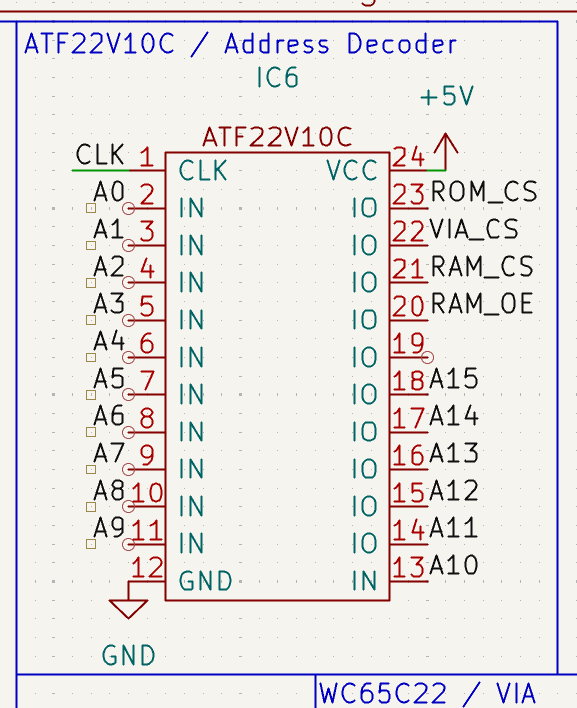 ATF22V10C / Address Decoder
IC6
+5V
ATF22V10C
CLK 1 CLK VCC 24
A0 2 IN IO 23 ROM_CS
A1 3 IN IO 22 VIA_CS
A2 4 IN IO 21 RAM_CS
A3 5 IN IO 20 RAM_OE
A4 6 IN IO 19
A5 7 IN IO 18 A15
A6 8 IN IO 17 A14
A7 9 IN IO 16 A13
A8 10 IN IO 15 A12
A9 11 IN IO 14 A11
12 GND IN 13 A10
GND
WC65C22 / VIA